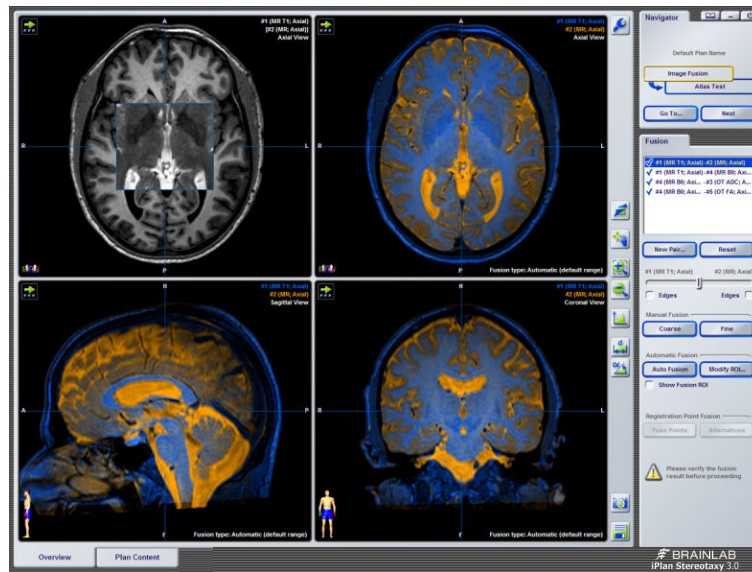 A
#1 (MR T1; Axial)
[#2 (MR; Axial)]
Axial View
R
L
P
A
#1 (MR T1; Axial)
#2 (MR; Axial)
Axial View
R
L
P
Fusion type: Automatic (default range)
H
#1 (MR T1; Axial)
#2 (MR; Axial)
Sagittal View
A
P
F
Fusion type: Automatic (default range)
H
#1 (MR T1; Axial)
#2 (MR; Axial)
Coronal View
R
L
F
Fusion type: Automatic (default range)
Overview
Plan Content
Navigator
Default Plan Name
Image Fusion
Atlas Test
Go To...
Next
Fusion
#1 (MR T1; Axial) -#2 (MR; Axial)
#1 (MR T1; Axial) -#4 (MR B0; Axi...
#4 (MR B0; Axi... -#3 (OT ADC; A...
#4 (MR B0; Axi... -#5 (OT FA; Axi...
New Pair...
Reset
#1 (MR T1; Axial)
#2 (MR; Axial)
Edges
Edges
Manual Fusion
Coarse
Fine
Automatic Fusion
Auto Fusion
Modify ROI...
Show Fusion ROI
Registration Point Fusion
Fuse Points
Alternatives
Please verify the fusion
result before proceeding
BRAINLAB
iPlan Stereotaxy 3.0